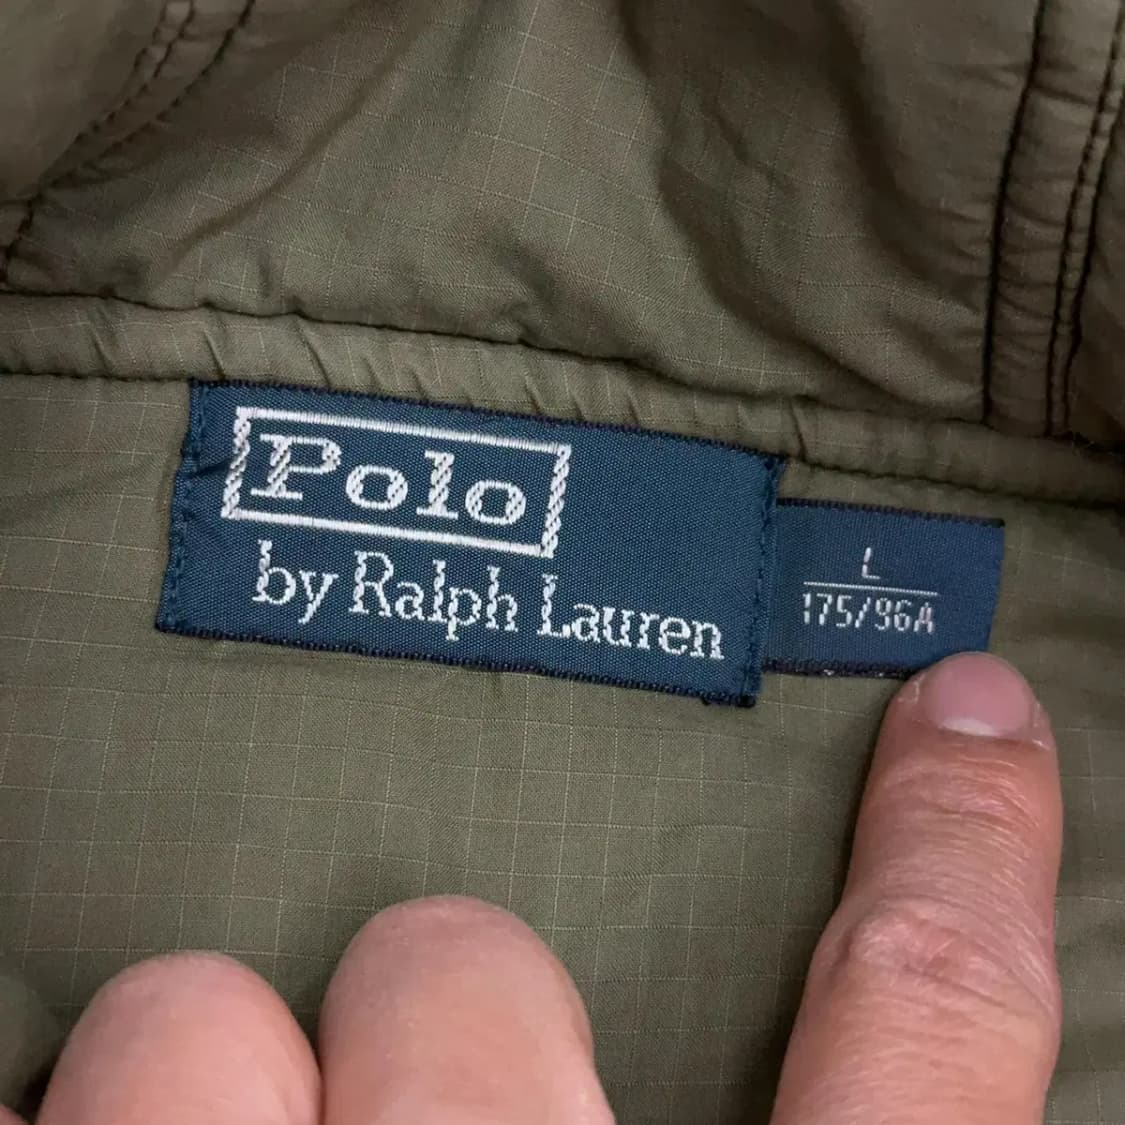 Polo
by Ralph Lauren
L
175/96A